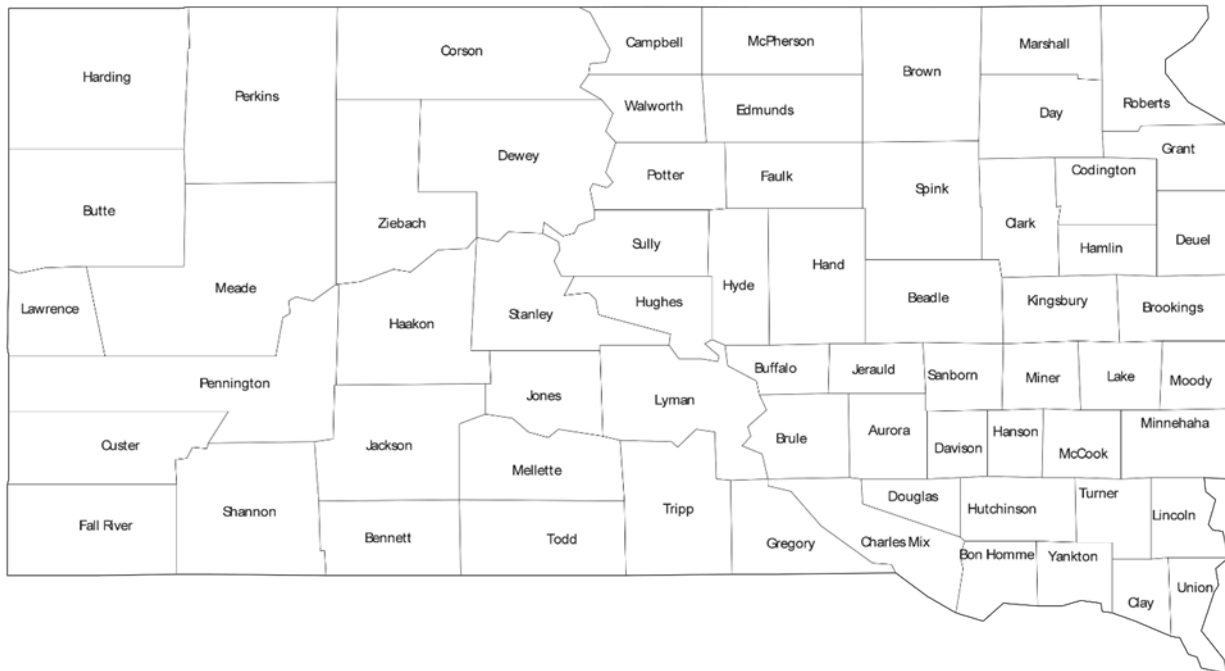 Harding
Perkins
Corson
Campbell
McPherson
Brown
Marshall
Roberts
Walworth
Edmunds
Day
Grant
Butte
Ziebach
Dewey
Potter
Faulk
Spink
Clark
Codington
Hamlin
Deuel
Lawrence
Meade
Haakon
Stanley
Sully
Hughes
Hyde
Hand
Beadle
Kingsbury
Brookings
Pennington
Jones
Lyman
Buffalo
Jerauld
Sanborn
Miner
Lake
Moody
Custer
Jackson
Mellette
Brule
Aurora
Davison
Hanson
McCook
Minnehaha
Fall River
Shannon
Bennett
Todd
Tripp
Gregory
Charles Mix
Douglas
Hutchinson
Turner
Lincoln
Bon Homme
Yankton
Clay
Union